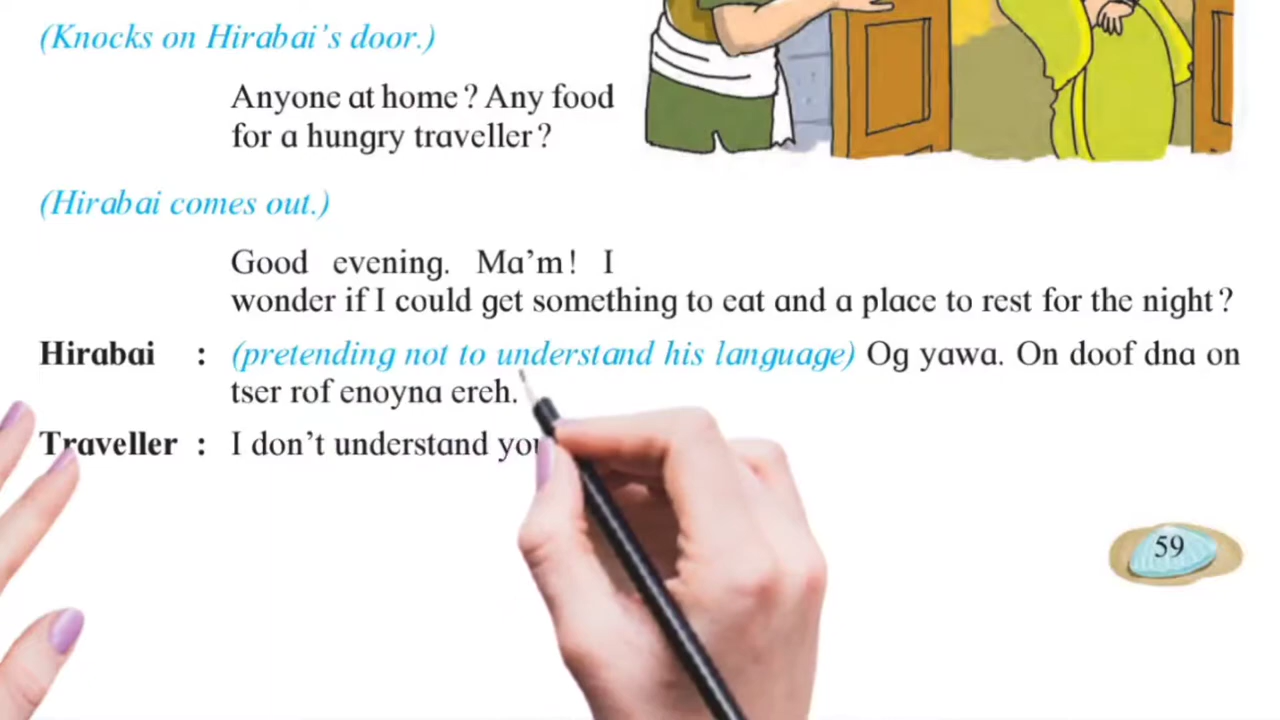 (Knocks on Hirabai's door.)
Anyone at home? Any food
for a hungry traveller?
(Hirabai comes out.)
Good evening. Ma'm! I
wonder if I could get something to eat and a place to rest for the night?
Hirabai : (pretending not to understand his language) Og yawa. On doof dna on
tser rof enoyna ereh.
Traveller : I don't understand
59